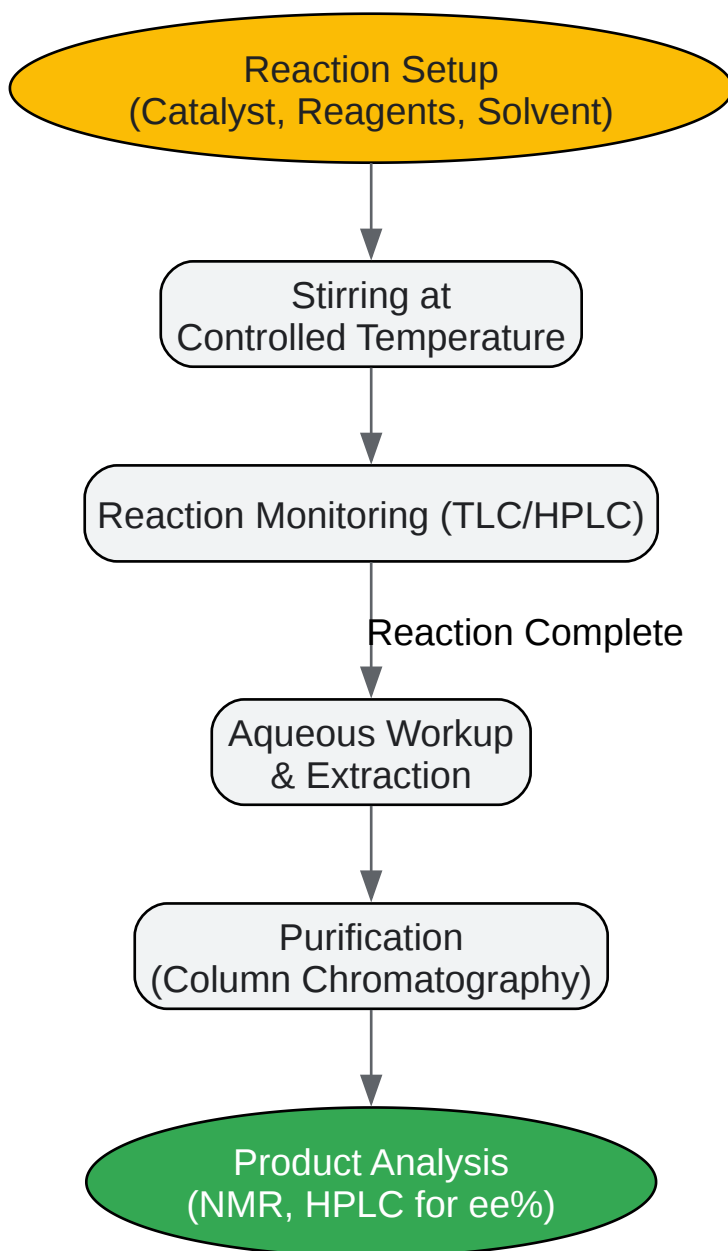 Reaction Setup
(Catalyst, Reagents, Solvent)
Stirring at
Controlled Temperature
Reaction Monitoring (TLC/HPLC)
Reaction Complete
Aqueous Workup
& Extraction
Purification
(Column Chromatography)
Product Analysis
(NMR, HPLC for ee%)